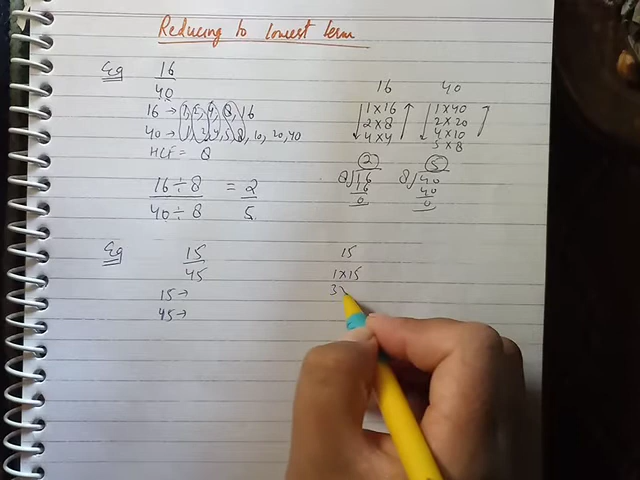 Reducing to lowest term
Eg 16
40
16 → 1, 2, 4, 8, 16
40 → 1, 2, 4, 5, 8, 10, 20, 40
HCF = 8
16 ÷ 8 = 2
40 ÷ 8 5
16 40
1 × 16 1 × 40
2 × 8 2 × 20
4 × 4 4 × 10
5 × 8
2 5
8 16 8 40
16 40
0 0
Eg 15
45
15 →
45 →
15
1 × 15
3 ×